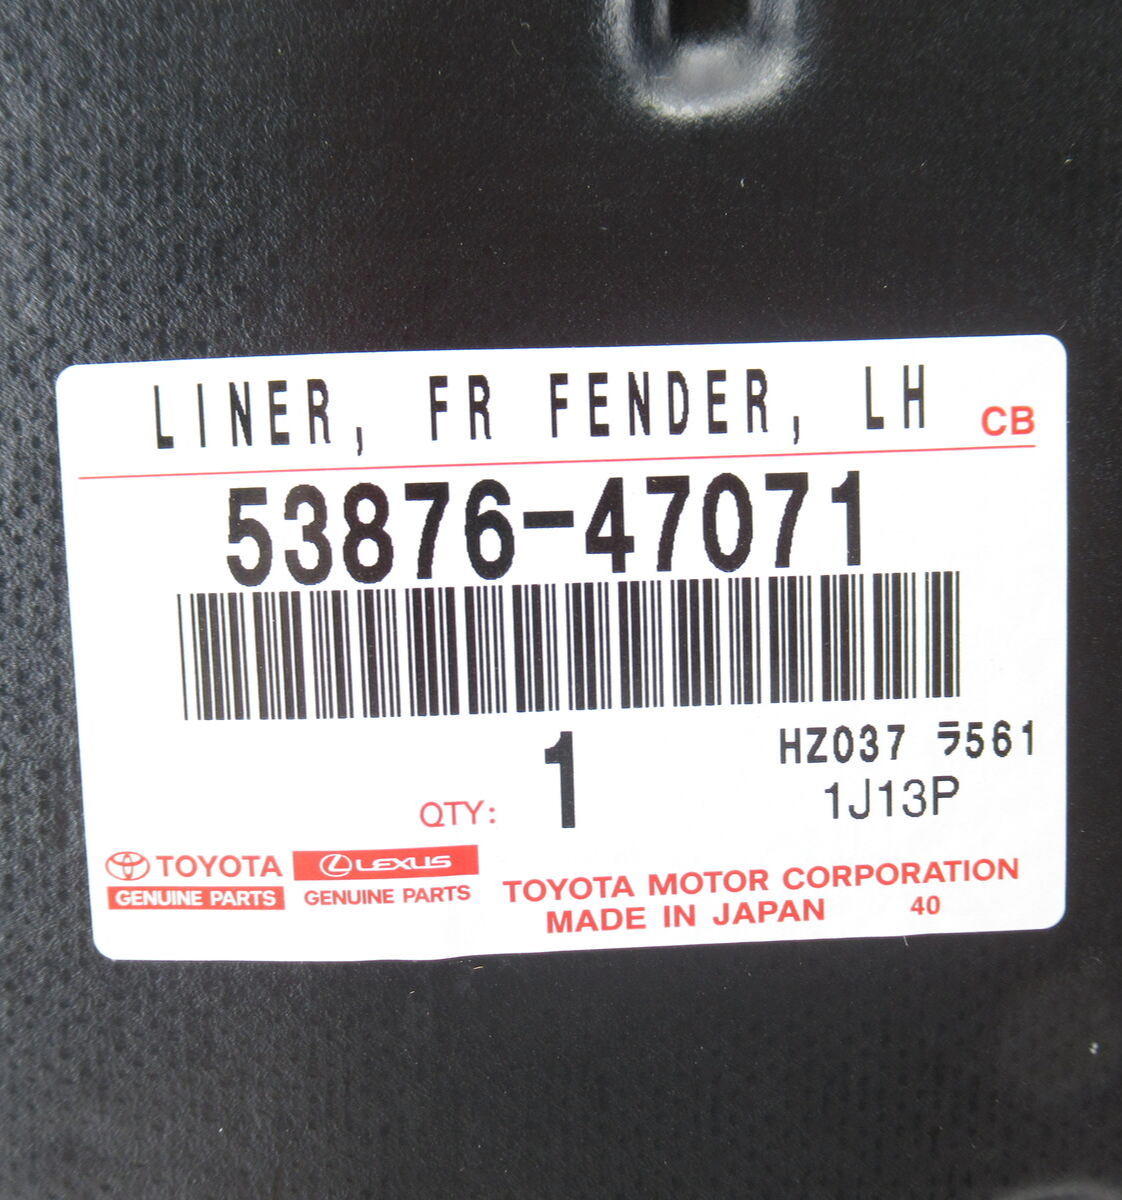 LINER, FR FENDER, LH CB
53876-47071
QTY: 1
HZ037 ラ561
1J13P
TOYOTA LEXUS
GENUINE PARTS GENUINE PARTS
TOYOTA MOTOR CORPORATION
MADE IN JAPAN 40